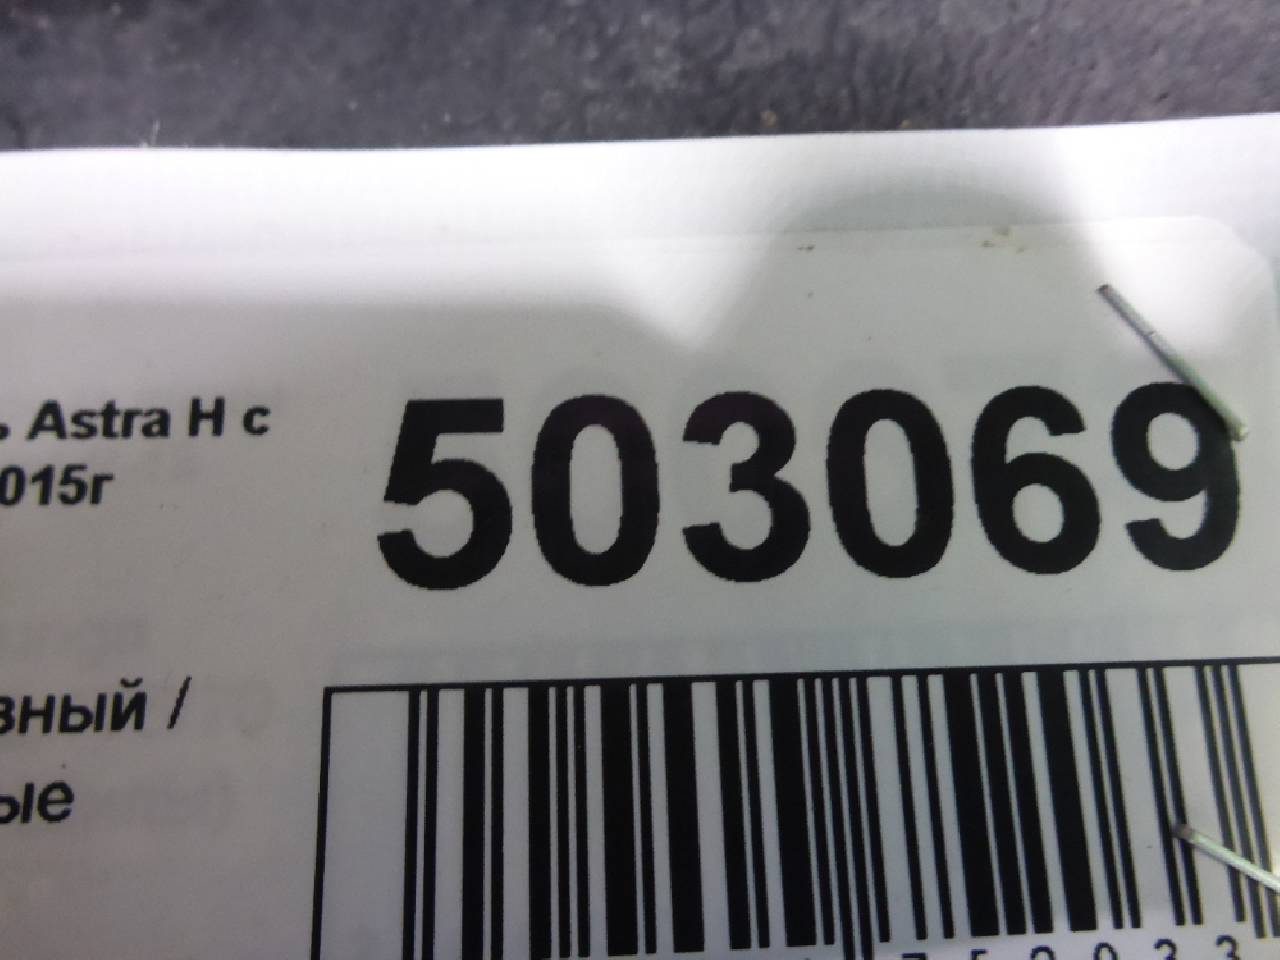 ь Astra H с
015г
503069
зный /
ые